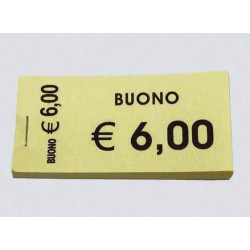 BUONO € 6,00
BUONO
€ 6,00